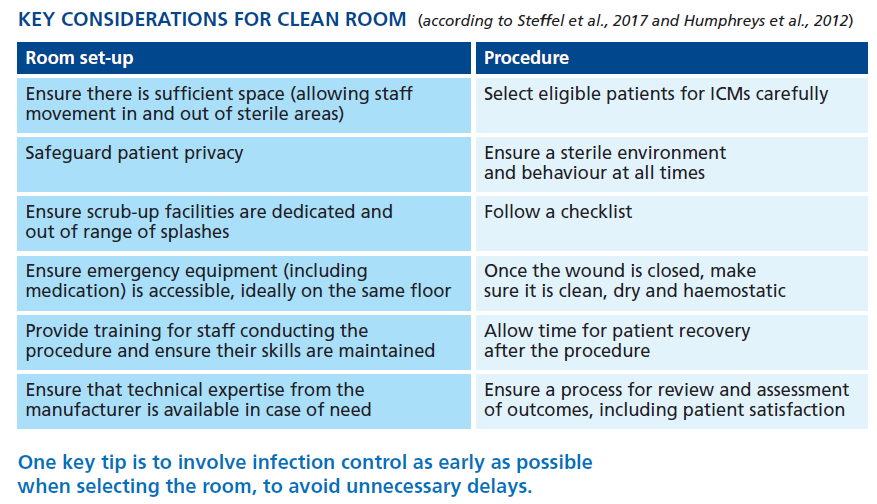 KEY CONSIDERATIONS FOR CLEAN ROOM (according to Steffel et al., 2017 and Humphreys et al., 2012)
Room set-up
Procedure
Ensure there is sufficient space (allowing staff
movement in and out of sterile areas)
Select eligible patients for ICMs carefully
Safeguard patient privacy
Ensure a sterile environment
and behaviour at all times
Ensure scrub-up facilities are dedicated and
out of range of splashes
Follow a checklist
Ensure emergency equipment (including
medication) is accessible, ideally on the same floor
Once the wound is closed, make
sure it is clean, dry and haemostatic
Provide training for staff conducting the
procedure and ensure their skills are maintained
Allow time for patient recovery
after the procedure
Ensure that technical expertise from the
manufacturer is available in case of need
Ensure a process for review and assessment
of outcomes, including patient satisfaction
One key tip is to involve infection control as early as possible
when selecting the room, to avoid unnecessary delays.